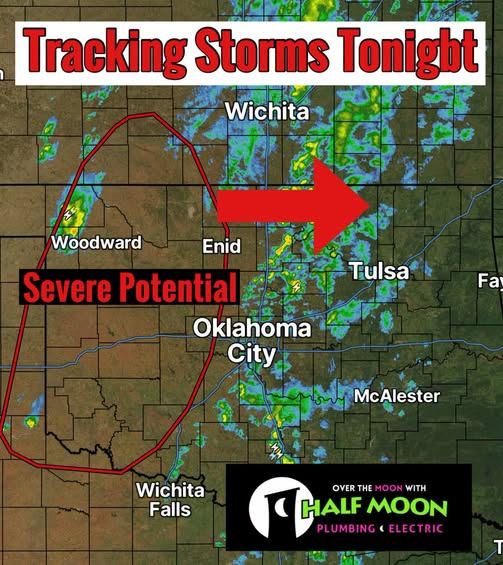 Tracking Storms Tonigbt
Wichita
Woodward
Enid
Severe Potential
Tulsa
Fay
Oklahoma
City
McAlester
Wichita
Falls
OVER THE MOON WITH
HALF MOON
PLUMBING ELECTRIC